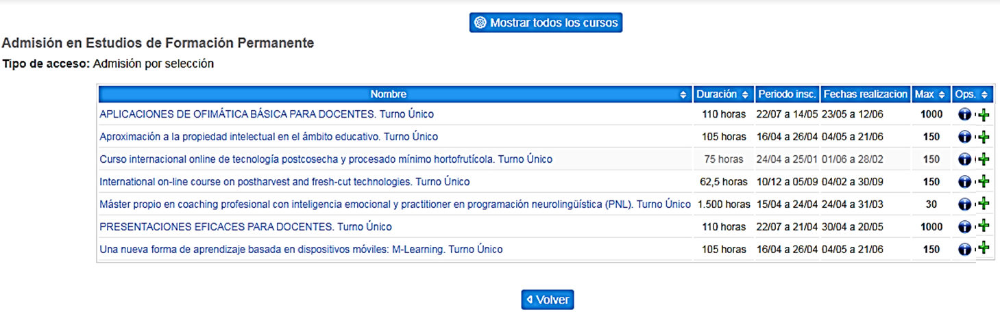 Mostrar todos los cursos
Admisión en Estudios de Formación Permanente
Tipo de acceso: Admisión por selección
Nombre Duración Periodo insc. Fechas realizacion Max Ops.
APLICACIONES DE OFIMÁTICA BÁSICA PARA DOCENTES. Turno Único 110 horas 22/07 a 14/05 23/05 a 12/06 1000
Aproximación a la propiedad intelectual en el ámbito educativo. Turno Único 105 horas 16/04 a 26/04 04/05 a 21/06 150
Curso internacional online de tecnología postcosecha y procesado mínimo hortofrutícola. Turno Único 75 horas 24/04 a 25/01 01/06 a 28/02 150
International on-line course on postharvest and fresh-cut technologies. Turno Único 62,5 horas 10/12 a 05/09 04/02 a 30/09 150
Máster propio en coaching profesional con inteligencia emocional y practitioner en programación neurolingüística (PNL). Turno Único 1.500 horas 15/04 a 24/04 24/04 a 31/03 30
PRESENTACIONES EFICACES PARA DOCENTES. Turno Único 110 horas 22/07 a 21/04 30/04 a 20/05 1000
Una nueva forma de aprendizaje basada en dispositivos móviles: M-Learning. Turno Único 105 horas 16/04 a 26/04 04/05 a 21/06 150
Volver